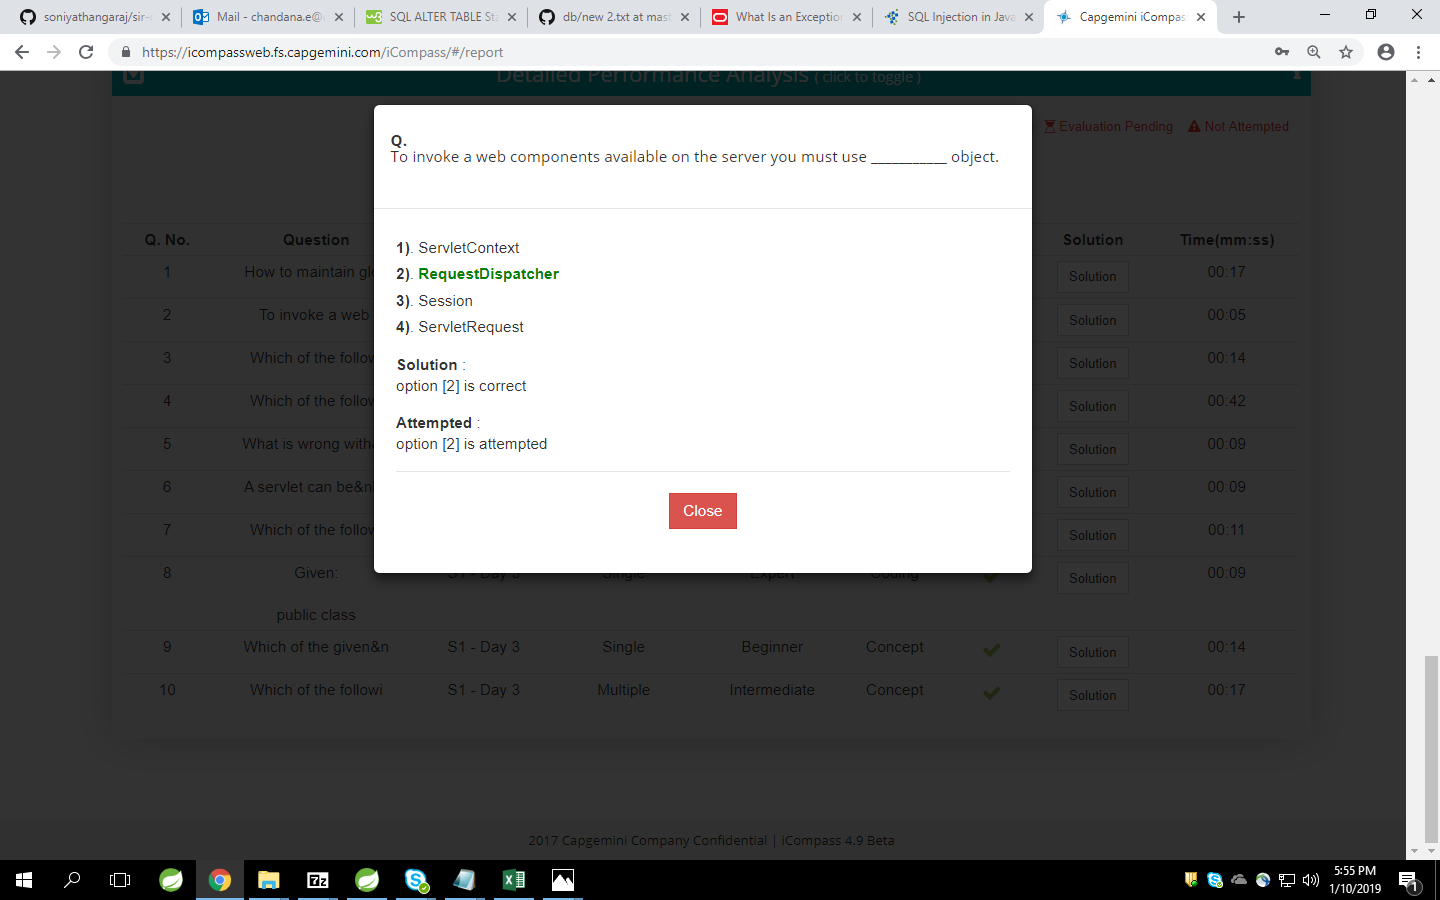 soniyathangaraj/sir-
Mail - chandana.e@
SQL ALTER TABLE Sta
db/new 2.txt at mast
What Is an Exception
SQL Injection in Java
Capgemini iCompas
https://icompassweb.fs.capgemini.com/iCompass/#/report
Detailed Performance Analysis ( click to toggle )
Evaluation Pending Not Attempted
Q.
To invoke a web components available on the server you must use ___________ object.
1). ServletContext
2). RequestDispatcher
3). Session
4). ServletRequest
Solution :
option [2] is correct
Attempted :
option [2] is attempted
Close
Q. No. Question Solution Time(mm:ss)
1 How to maintain gl Solution 00:17
2 To invoke a web Solution 00:05
3 Which of the follow Solution 00:14
4 Which of the follow Solution 00:42
5 What is wrong with Solution 00:09
6 A servlet can be&n Solution 00:09
7 Which of the follow Solution 00:11
8 Given: S1 - Day 3 Single Expert Coding Solution 00:09
public class
9 Which of the given&n S1 - Day 3 Single Beginner Concept Solution 00:14
10 Which of the followi S1 - Day 3 Multiple Intermediate Concept Solution 00:17
2017 Capgemini Company Confidential | iCompass 4.9 Beta
5:55 PM
1/10/2019
1